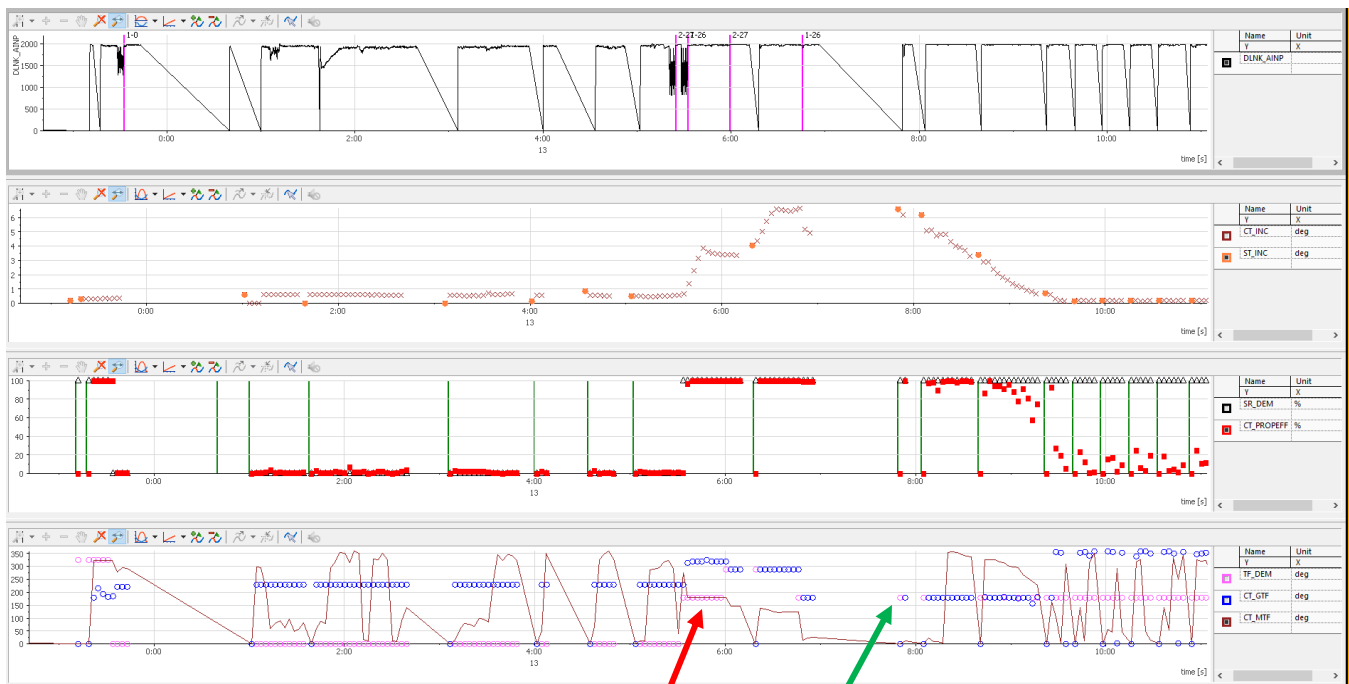 1-0
2-27
1-26
2-27
1-26
DLNK_AINP
2000
1500
1000
500
0
0:00
2:00
4:00
6:00
8:00
10:00
13
time [s]
Name Unit
Y X
DLNK_AINP
6
5
4
3
2
1
0
0:00
2:00
4:00
6:00
8:00
10:00
13
time [s]
Name Unit
Y X
CT_INC deg
ST_INC deg
100
80
60
40
20
0
0:00
2:00
4:00
6:00
8:00
10:00
13
time [s]
Name Unit
Y X
SR_DEM %
CT_PROPEFF %
350
300
250
200
150
100
50
0
0:00
2:00
4:00
6:00
8:00
10:00
13
time [s]
Name Unit
Y X
TF_DEM deg
CT_GTF deg
CT_MTF deg